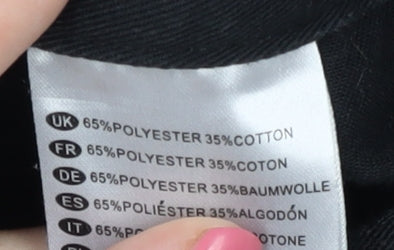 UK 65%POLYESTER 35%COTTON
FR 65%POLYESTER 35%COTON
DE 65%POLYESTER 35%BAUMWOLLE
ES 65%POLIÉSTER 35%ALGODÓN
IT 65%